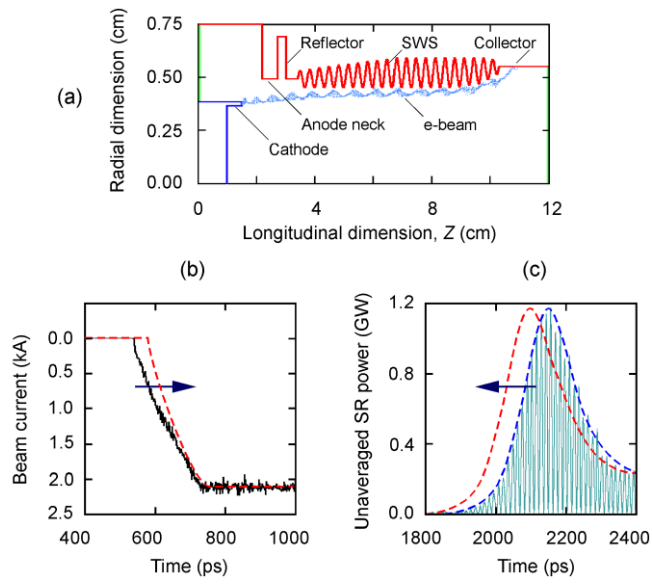 (a)
Radial dimension (cm)
0.75
0.50
0.25
0.00
Reflector
SWS
Collector
Anode neck
e-beam
Cathode
0
4
8
12
Longitudinal dimension, Z (cm)
(b)
Beam current (kA)
0.0
0.5
1.0
1.5
2.0
2.5
400
600
800
1000
Time (ps)
(c)
Unaveraged SR power (GW)
1.2
0.8
0.4
0.0
1800
2000
2200
2400
Time (ps)